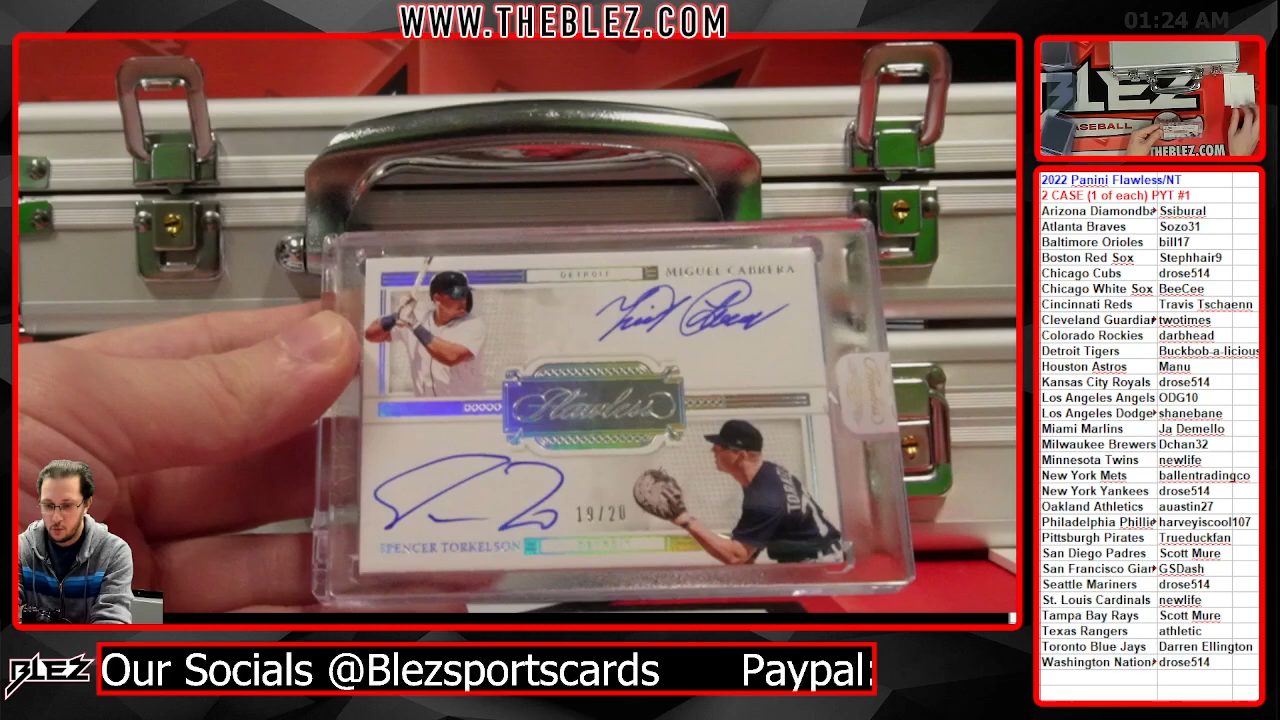 WWW.THEBLEZ.COM
01:24 AM
DETROIT
MIGUEL CABRERA
Flawless
19/20
SPENCER TORKELSON
DETROIT
TORKE
BLEZ
BASEBALL
THEBLEZ.COM
2022 Panini Flawless/NT
2 CASE (1 of each) PYT #1
Arizona Diamondba Ssibural
Atlanta Braves Sozo31
Baltimore Orioles bill17
Boston Red Sox Stephhair9
Chicago Cubs drose514
Chicago White Sox BeeCee
Cincinnati Reds Travis Tschaenn
Cleveland Guardia twotimes
Colorado Rockies darbhead
Detroit Tigers Buckbob-a-licious
Houston Astros Manu
Kansas City Royals drose514
Los Angeles Angels ODG10
Los Angeles Dodge shanebane
Miami Marlins Ja Demello
Milwaukee Brewers Dchan32
Minnesota Twins newlife
New York Mets ballentradingco
New York Yankees drose514
Oakland Athletics auastin27
Philadelphia Phillie harveyiscool107
Pittsburgh Pirates Trueduckfan
San Diego Padres Scott Mure
San Francisco Gian GSDash
Seattle Mariners drose514
St. Louis Cardinals newlife
Tampa Bay Rays Scott Mure
Texas Rangers athletic
Toronto Blue Jays Darren Ellington
Washington Nation drose514
BLEZ
Our Socials @Blezsportscards Paypal: